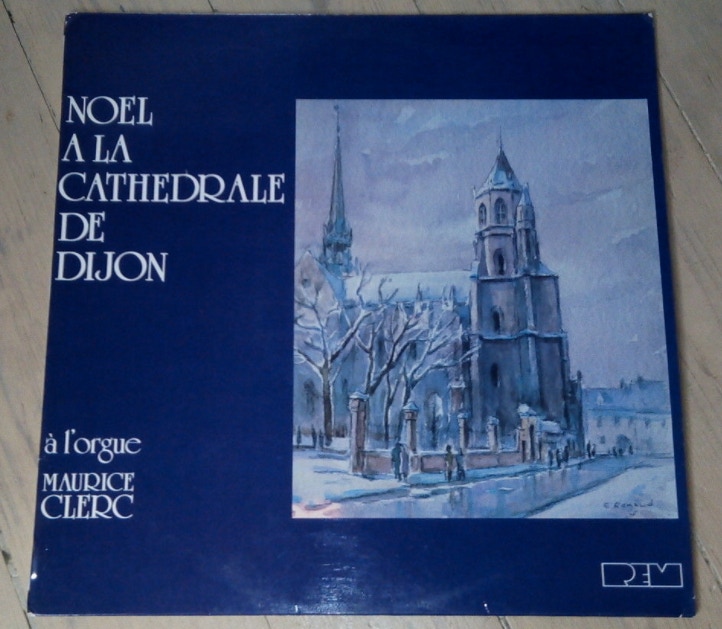 NOEL
A LA
CATHEDRALE
DE
DIJON
à l'orgue
MAURICE
CLERC
REM